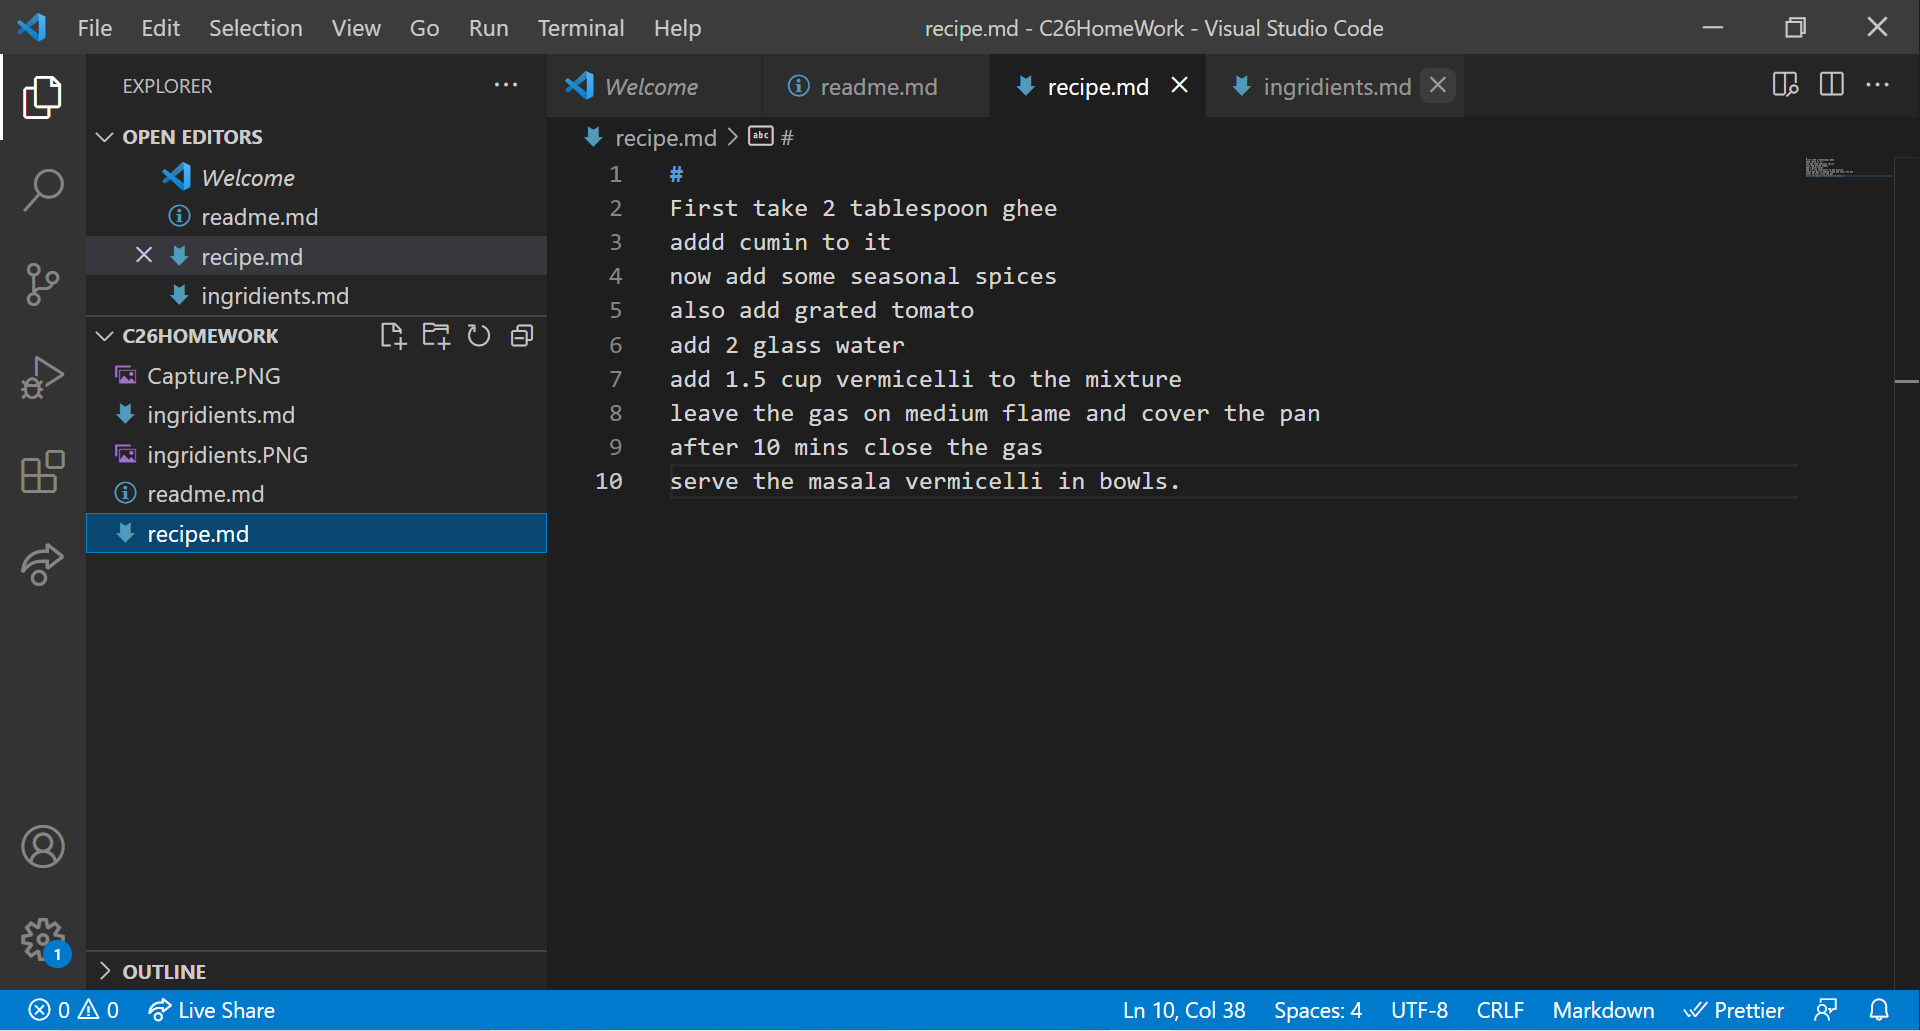 File Edit Selection View Go Run Terminal Help recipe.md - C26HomeWork - Visual Studio Code
EXPLORER
Welcome readme.md recipe.md ingridients.md
OPEN EDITORS
Welcome
readme.md
recipe.md
ingridients.md
C26HOMEWORK
Capture.PNG
ingridients.md
ingridients.PNG
readme.md
recipe.md
OUTLINE
1
recipe.md > abc #
1 #
2 First take 2 tablespoon ghee
3 addd cumin to it
4 now add some seasonal spices
5 also add grated tomato
6 add 2 glass water
7 add 1.5 cup vermicelli to the mixture
8 leave the gas on medium flame and cover the pan
9 after 10 mins close the gas
10 serve the masala vermicelli in bowls.
0 0 Live Share Ln 10, Col 38 Spaces: 4 UTF-8 CRLF Markdown Prettier